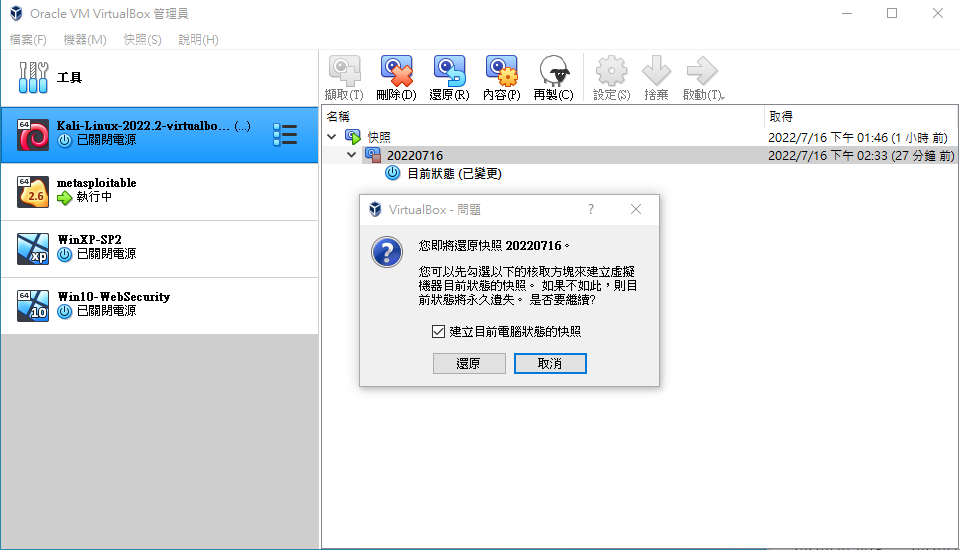 Oracle VM VirtualBox 管理員
檔案(F) 機器(M) 快照(S) 說明(H)
工具
擷取(T) 刪除(D) 還原(R) 內容(P) 再製(C) 設定(S) 捨棄 啟動(T)
64 Kali-Linux-2022.2-virtualbo... (...)
已關閉電源
64 2.6 metasploitable
執行中
64 xp WinXP-SP2
已關閉電源
64 10 Win10-WebSecurity
已關閉電源
名稱 取得
快照 2022/7/16 下午 01:46 (1 小時 前)
20220716 2022/7/16 下午 02:33 (27 分鐘 前)
目前狀態 (已變更)
VirtualBox - 問題 ?
您即將還原快照 20220716。
您可以先勾選以下的核取方塊來建立虛擬
機器目前狀態的快照。 如果不如此，則目
前狀態將永久遺失。 是否要繼續?
建立目前電腦狀態的快照
還原 取消